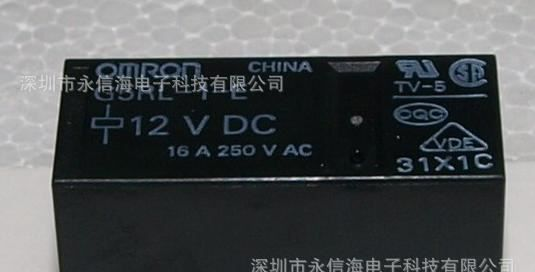 OMRON CHINA
深圳市永信海电子科技有限公司
G5RL-1-E
TV-5
12 V DC
CQC
16 A 250 V AC
VDE
31X1C
深圳市永信海电子科技有限公司